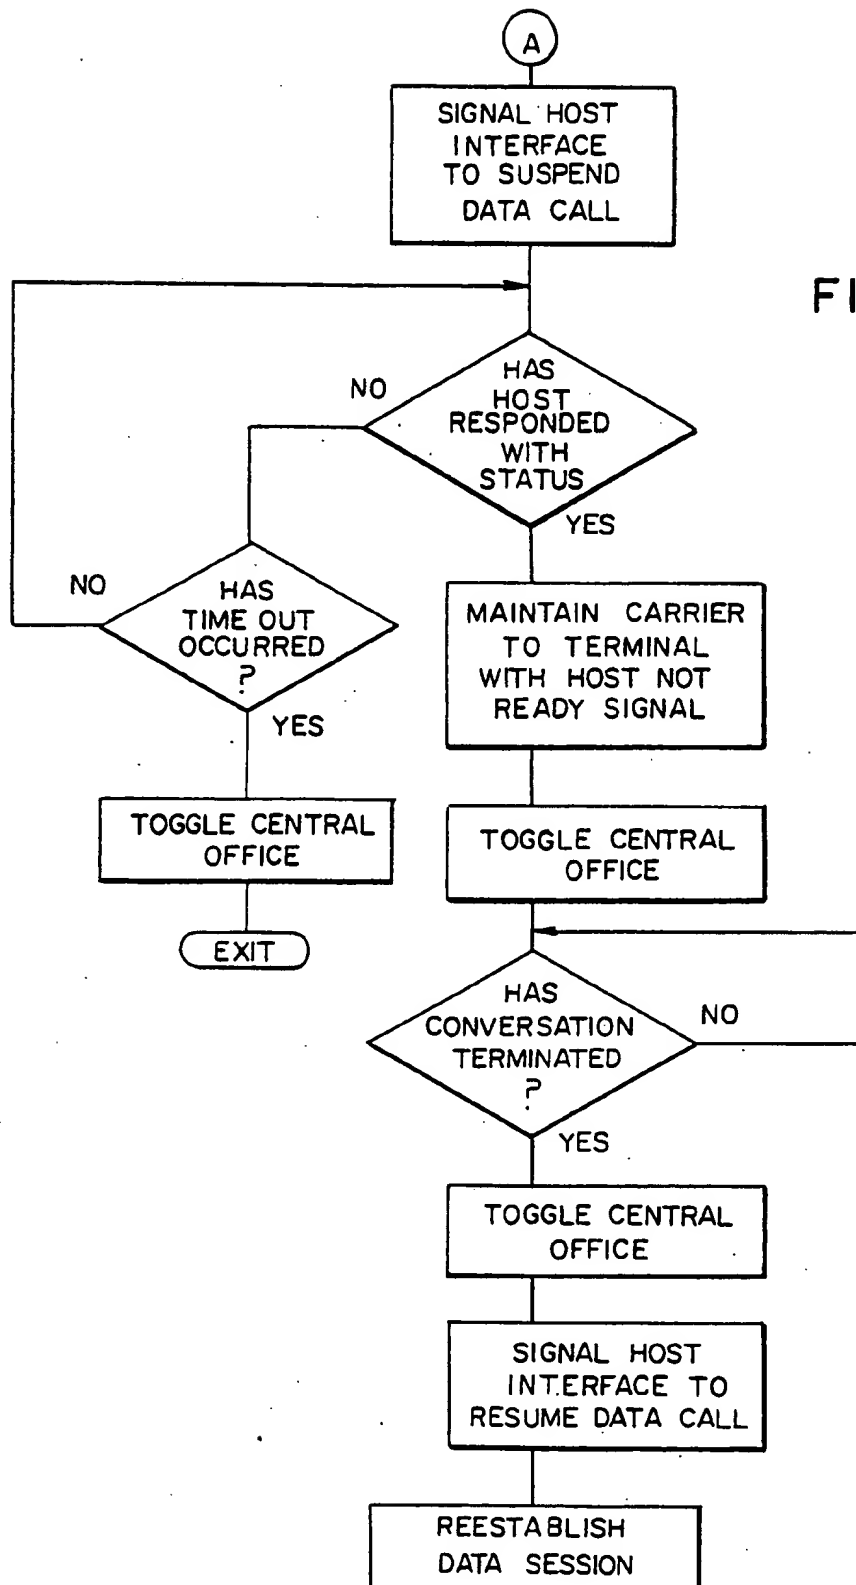 A
SIGNAL HOST
INTERFACE
TO SUSPEND
DATA CALL
FI
HAS
HOST
RESPONDED
WITH
STATUS
NO
YES
HAS
TIME OUT
OCCURRED
?
NO
YES
MAINTAIN CARRIER
TO TERMINAL
WITH HOST NOT
READY SIGNAL
TOGGLE CENTRAL
OFFICE
EXIT
TOGGLE CENTRAL
OFFICE
HAS
CONVERSATION
TERMINATED
?
NO
YES
TOGGLE CENTRAL
OFFICE
SIGNAL HOST
INTERFACE TO
RESUME DATA CALL
REESTABLISH
DATA SESSION